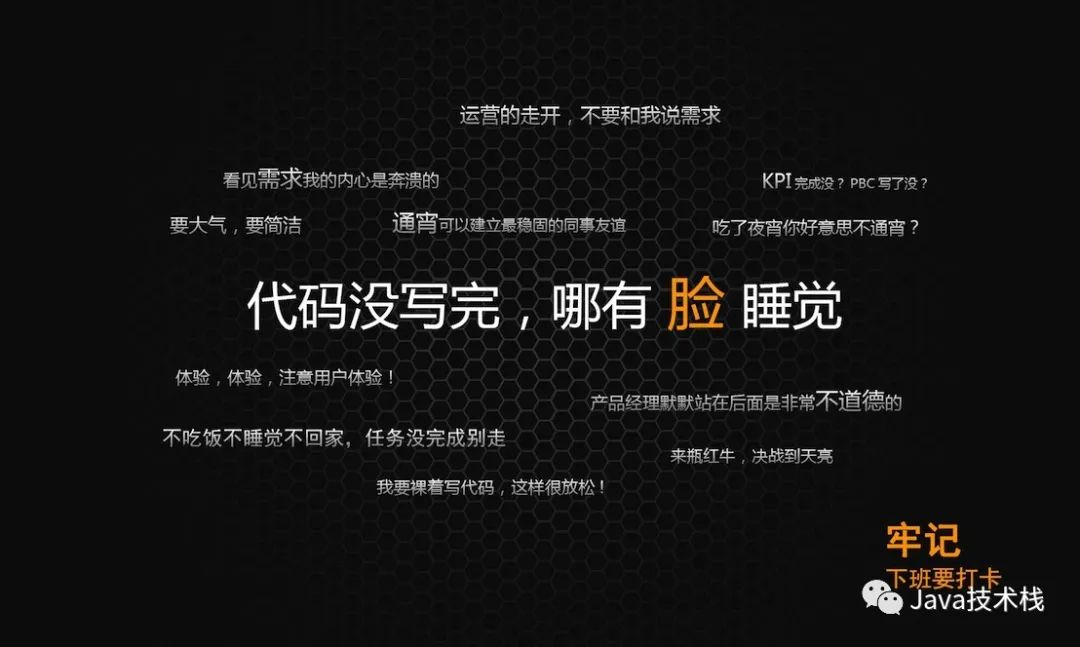 运营的走开，不要和我说需求
看见需求我的内心是奔溃的
KPI 完成没？ PBC 写了没？
要大气，要简洁
通宵可以建立最稳固的同事友谊
吃了夜宵你好意思不通宵？
代码没写完，哪有 脸 睡觉
体验，体验，注意用户体验！
产品经理默默站在后面是非常不道德的
不吃饭不睡觉不回家，任务没完成别走
来瓶红牛，决战到天亮
我要裸着写代码，这样很放松！
牢记
下班要打卡
Java技术栈